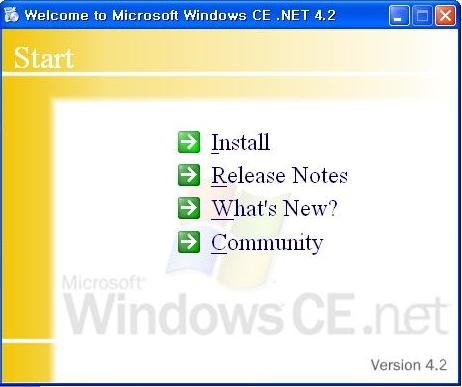 Welcome to Microsoft Windows CE .NET 4.2
Start
Install
Release Notes
What's New?
Community
Microsoft®
Windows CE.net
Version 4.2